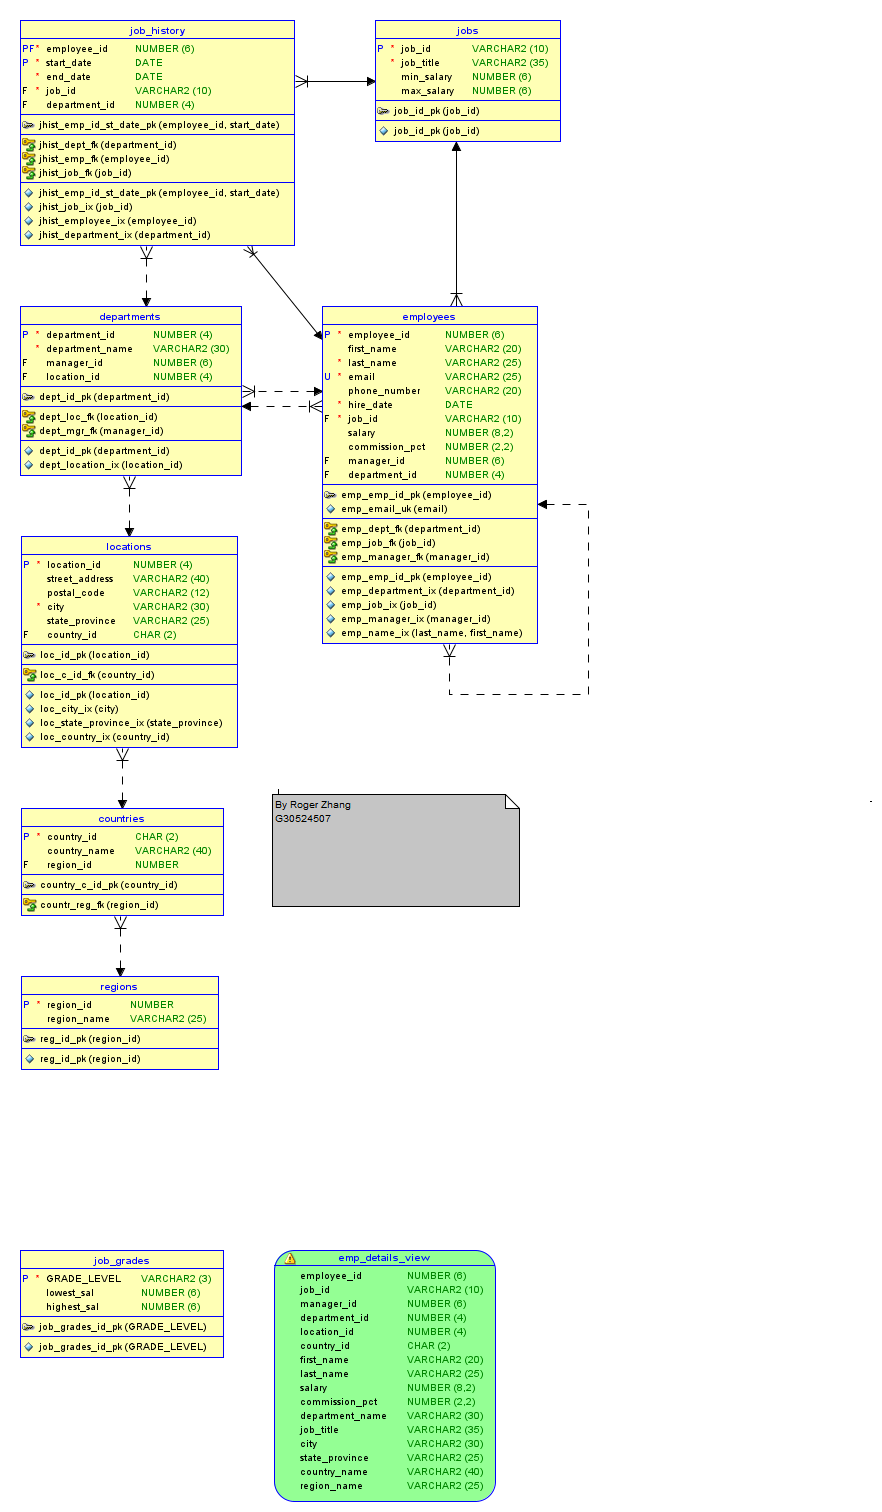 job_history
PF* employee_id NUMBER (6)
P * start_date DATE
* end_date DATE
F * job_id VARCHAR2 (10)
F department_id NUMBER (4)
jhist_emp_id_st_date_pk (employee_id, start_date)
jhist_dept_fk (department_id)
jhist_emp_fk (employee_id)
jhist_job_fk (job_id)
jhist_emp_id_st_date_pk (employee_id, start_date)
jhist_job_ix (job_id)
jhist_employee_ix (employee_id)
jhist_department_ix (department_id)
jobs
P * job_id VARCHAR2 (10)
* job_title VARCHAR2 (35)
min_salary NUMBER (6)
max_salary NUMBER (6)
job_id_pk (job_id)
job_id_pk (job_id)
departments
P * department_id NUMBER (4)
* department_name VARCHAR2 (30)
F manager_id NUMBER (6)
F location_id NUMBER (4)
dept_id_pk (department_id)
dept_loc_fk (location_id)
dept_mgr_fk (manager_id)
dept_id_pk (department_id)
dept_location_ix (location_id)
employees
P * employee_id NUMBER (6)
first_name VARCHAR2 (20)
* last_name VARCHAR2 (25)
U * email VARCHAR2 (25)
phone_number VARCHAR2 (20)
* hire_date DATE
F * job_id VARCHAR2 (10)
salary NUMBER (8,2)
commission_pct NUMBER (2,2)
F manager_id NUMBER (6)
F department_id NUMBER (4)
emp_emp_id_pk (employee_id)
emp_email_uk (email)
emp_dept_fk (department_id)
emp_job_fk (job_id)
emp_manager_fk (manager_id)
emp_emp_id_pk (employee_id)
emp_department_ix (department_id)
emp_job_ix (job_id)
emp_manager_ix (manager_id)
emp_name_ix (last_name, first_name)
locations
P * location_id NUMBER (4)
street_address VARCHAR2 (40)
postal_code VARCHAR2 (12)
* city VARCHAR2 (30)
state_province VARCHAR2 (25)
F country_id CHAR (2)
loc_id_pk (location_id)
loc_c_id_fk (country_id)
loc_id_pk (location_id)
loc_city_ix (city)
loc_state_province_ix (state_province)
loc_country_ix (country_id)
By Roger Zhang
G30524507
countries
P * country_id CHAR (2)
country_name VARCHAR2 (40)
F region_id NUMBER
country_c_id_pk (country_id)
countr_reg_fk (region_id)
regions
P * region_id NUMBER
region_name VARCHAR2 (25)
reg_id_pk (region_id)
reg_id_pk (region_id)
job_grades
P * GRADE_LEVEL VARCHAR2 (3)
lowest_sal NUMBER (6)
highest_sal NUMBER (6)
job_grades_id_pk (GRADE_LEVEL)
job_grades_id_pk (GRADE_LEVEL)
emp_details_view
employee_id NUMBER (6)
job_id VARCHAR2 (10)
manager_id NUMBER (6)
department_id NUMBER (4)
location_id NUMBER (4)
country_id CHAR (2)
first_name VARCHAR2 (20)
last_name VARCHAR2 (25)
salary NUMBER (8,2)
commission_pct NUMBER (2,2)
department_name VARCHAR2 (30)
job_title VARCHAR2 (35)
city VARCHAR2 (30)
state_province VARCHAR2 (25)
country_name VARCHAR2 (40)
region_name VARCHAR2 (25)